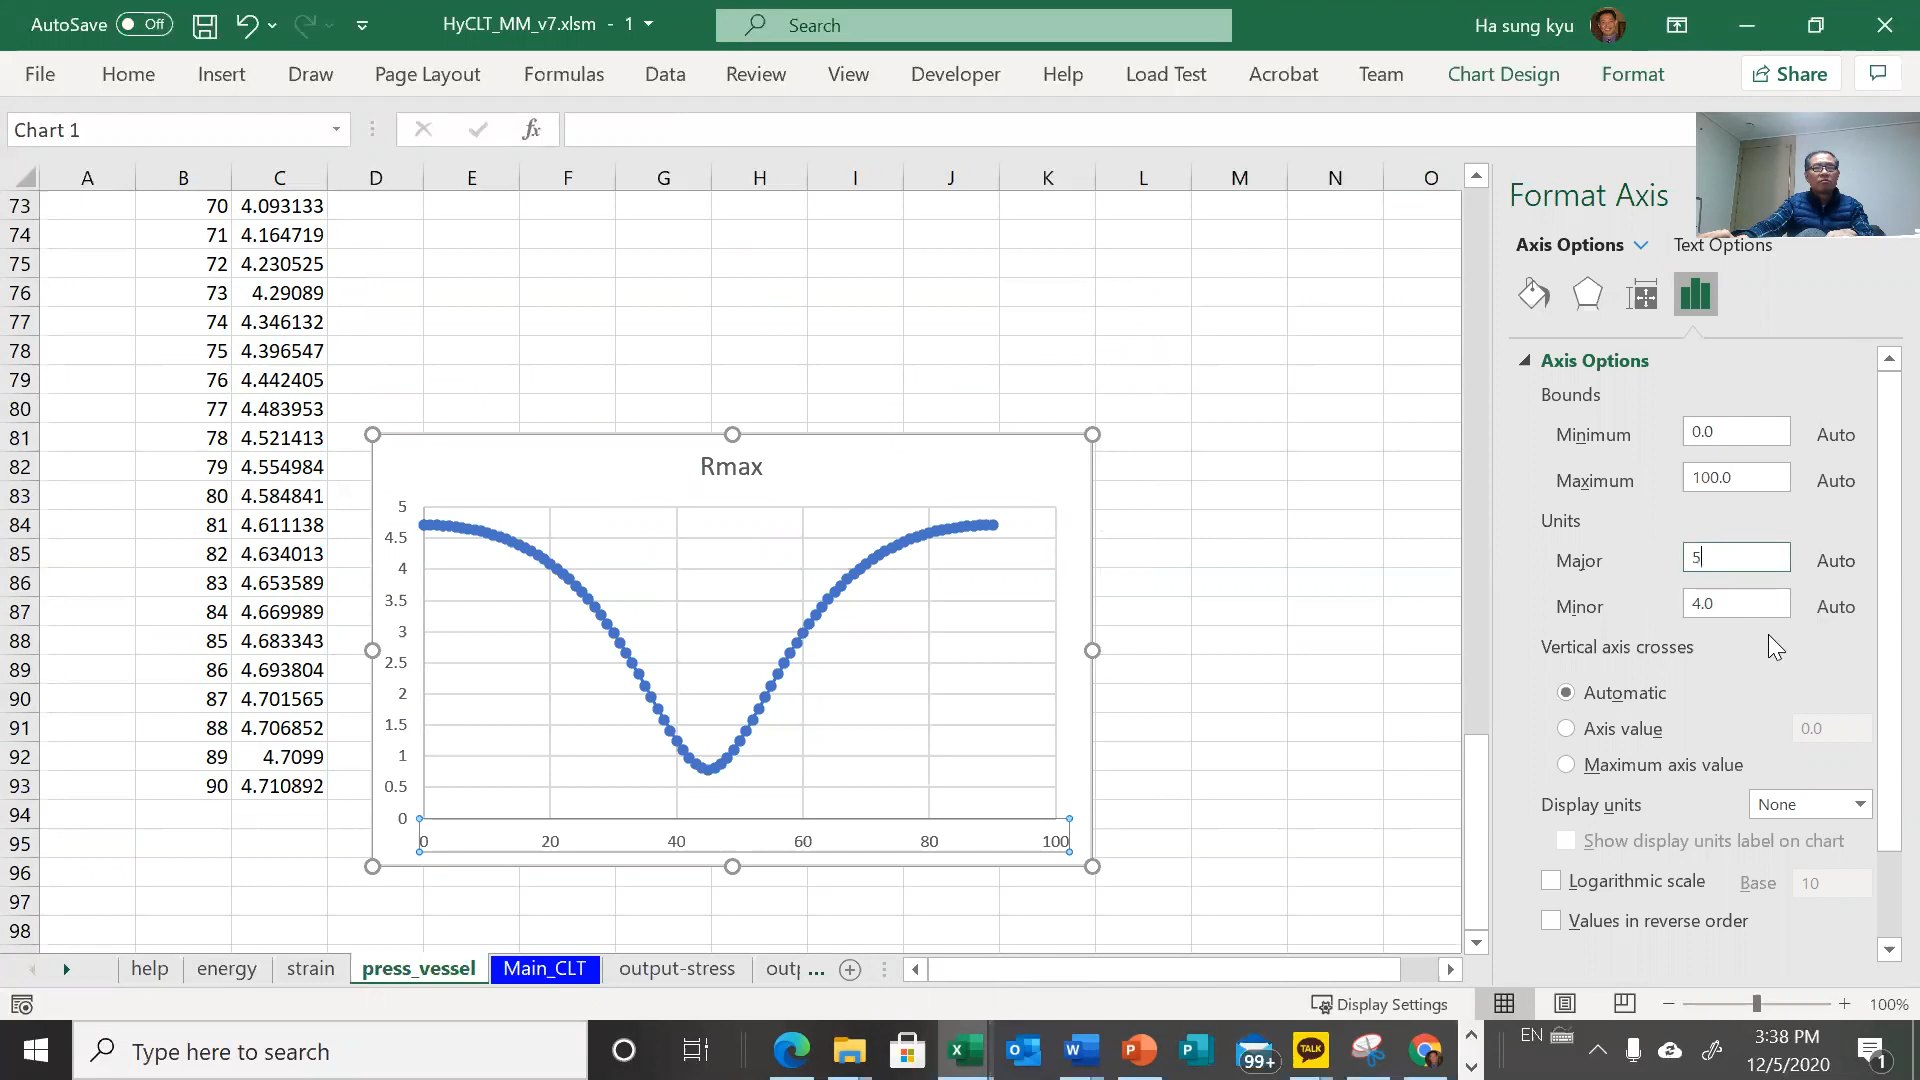 AutoSave Off HyCLT_MM_v7.xlsm - 1 Search Ha sung kyu
File Home Insert Draw Page Layout Formulas Data Review View Developer Help Load Test Acrobat Team Chart Design Format Share
Chart 1 fx
A B C D E F G H I J K L M N O
73 70 4.093133
74 71 4.164719
75 72 4.230525
76 73 4.29089
77 74 4.346132
78 75 4.396547
79 76 4.442405
80 77 4.483953
81 78 4.521413
82 79 4.554984
83 80 4.584841
84 81 4.611138
85 82 4.634013
86 83 4.653589
87 84 4.669989
88 85 4.683343
89 86 4.693804
90 87 4.701565
91 88 4.706852
92 89 4.7099
93 90 4.710892
94
95
96
97
98
Rmax
5
4.5
4
3.5
3
2.5
2
1.5
1
0.5
0
0 20 40 60 80 100
Format Axis
Axis Options Text Options
Axis Options
Bounds
Minimum 0.0 Auto
Maximum 100.0 Auto
Units
Major 5 Auto
Minor 4.0 Auto
Vertical axis crosses
Automatic
Axis value 0.0
Maximum axis value
Display units None
Show display units label on chart
Logarithmic scale Base 10
Values in reverse order
help energy strain press_vessel Main_CLT output-stress outp ...
Display Settings 100%
Type here to search 99+ TALK EN 3:38 PM
12/5/2020 1